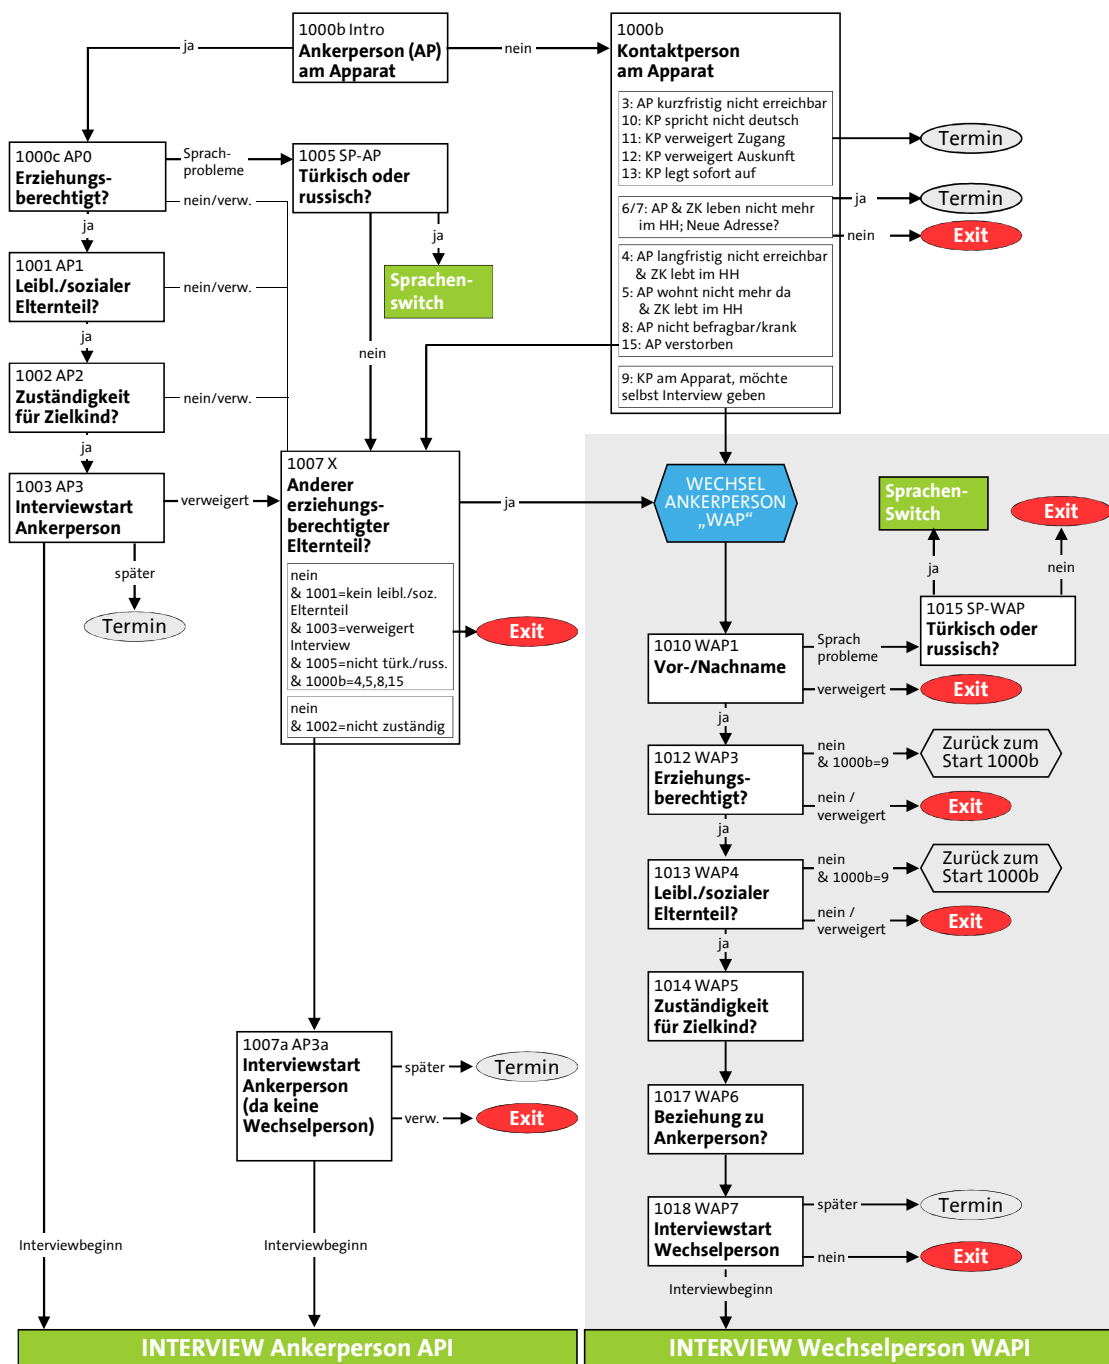 1000b Intro
Ankerperson (AP)
am Apparat
ja
nein
1000b
Kontaktperson
am Apparat
3: AP kurzfristig nicht erreichbar
10: KP spricht nicht deutsch
11: KP verweigert Zugang
12: KP verweigert Auskunft
13: KP legt sofort auf
Termin
6/7: AP & ZK leben nicht mehr
im HH; Neue Adresse?
ja
Termin
nein
Exit
4: AP langfristig nicht erreichbar
& ZK lebt im HH
5: AP wohnt nicht mehr da
& ZK lebt im HH
8: AP nicht befragbar/krank
15: AP verstorben
9: KP am Apparat, möchte
selbst Interview geben
1000c AP0
Erziehungs-
berechtigt?
Sprach-
probleme
nein/verw.
ja
1005 SP-AP
Türkisch oder
russisch?
ja
Sprachen-
switch
nein
1001 AP1
Leibl./sozialer
Elternteil?
nein/verw.
ja
1002 AP2
Zuständigkeit
für Zielkind?
nein/verw.
ja
1003 AP3
Interviewstart
Ankerperson
verweigert
später
Termin
1007 X
Anderer
erziehungs-
berechtigter
Elternteil?
ja
nein
& 1001=kein leibl./soz.
Elternteil
& 1003=verweigert
Interview
& 1005=nicht türk./russ.
& 1000b=4,5,8,15
Exit
nein
& 1002=nicht zuständig
WECHSEL
ANKERPERSON
„WAP“
Sprachen-
Switch
Exit
ja
nein
1015 SP-WAP
Türkisch oder
russisch?
1010 WAP1
Vor-/Nachname
Sprach
probleme
verweigert
Exit
ja
1012 WAP3
Erziehungs-
berechtigt?
nein
& 1000b=9
Zurück zum
Start 1000b
nein /
verweigert
Exit
ja
1013 WAP4
Leibl./sozialer
Elternteil?
nein
& 1000b=9
Zurück zum
Start 1000b
nein /
verweigert
Exit
ja
1014 WAP5
Zuständigkeit
für Zielkind?
1007a AP3a
Interviewstart
Ankerperson
(da keine
Wechselperson)
später
Termin
verw.
Exit
1017 WAP6
Beziehung zu
Ankerperson?
1018 WAP7
Interviewstart
Wechselperson
später
Termin
nein
Exit
Interviewbeginn
Interviewbeginn
Interviewbeginn
INTERVIEW Ankerperson API
INTERVIEW Wechselperson WAPI